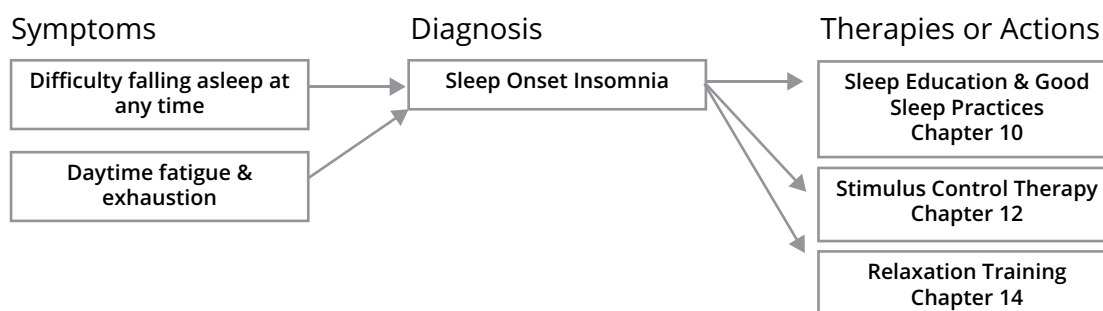 Symptoms
Difficulty falling asleep at
any time
Daytime fatigue &
exhaustion
Diagnosis
Sleep Onset Insomnia
Therapies or Actions
Sleep Education & Good
Sleep Practices
Chapter 10
Stimulus Control Therapy
Chapter 12
Relaxation Training
Chapter 14